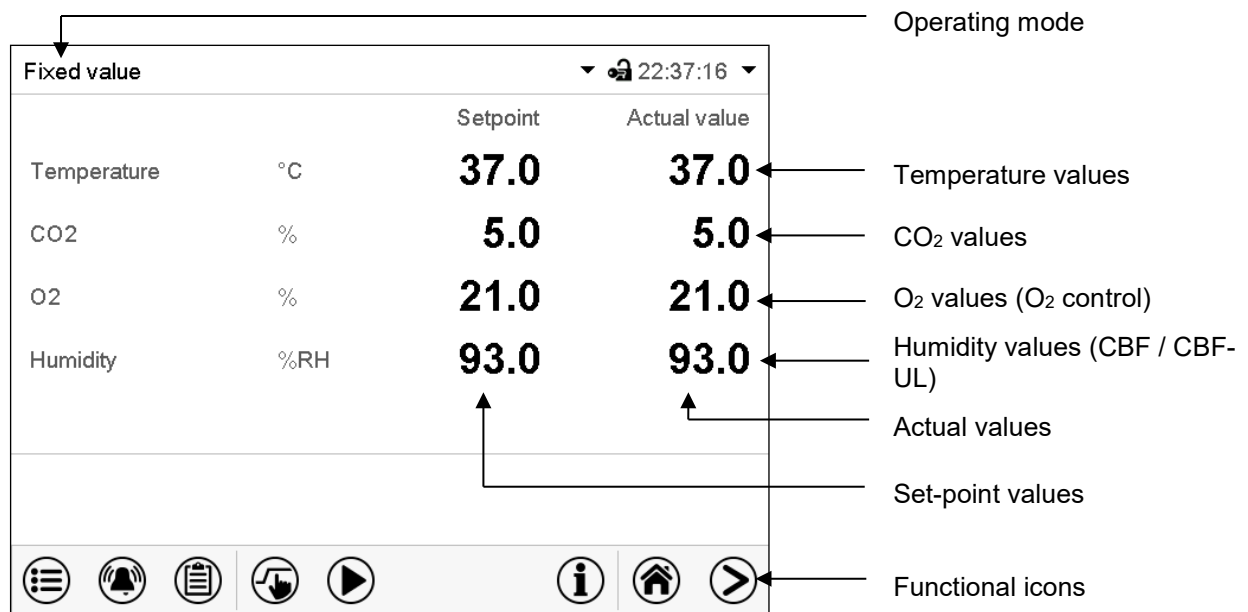 Operating mode
Fixed value 22:37:16
Setpoint Actual value
Temperature °C 37.0 37.0 Temperature values
CO2 % 5.0 5.0 CO₂ values
O2 % 21.0 21.0 O₂ values (O₂ control)
Humidity %RH 93.0 93.0 Humidity values (CBF / CBF-
UL)
Actual values
Set-point values
Functional icons